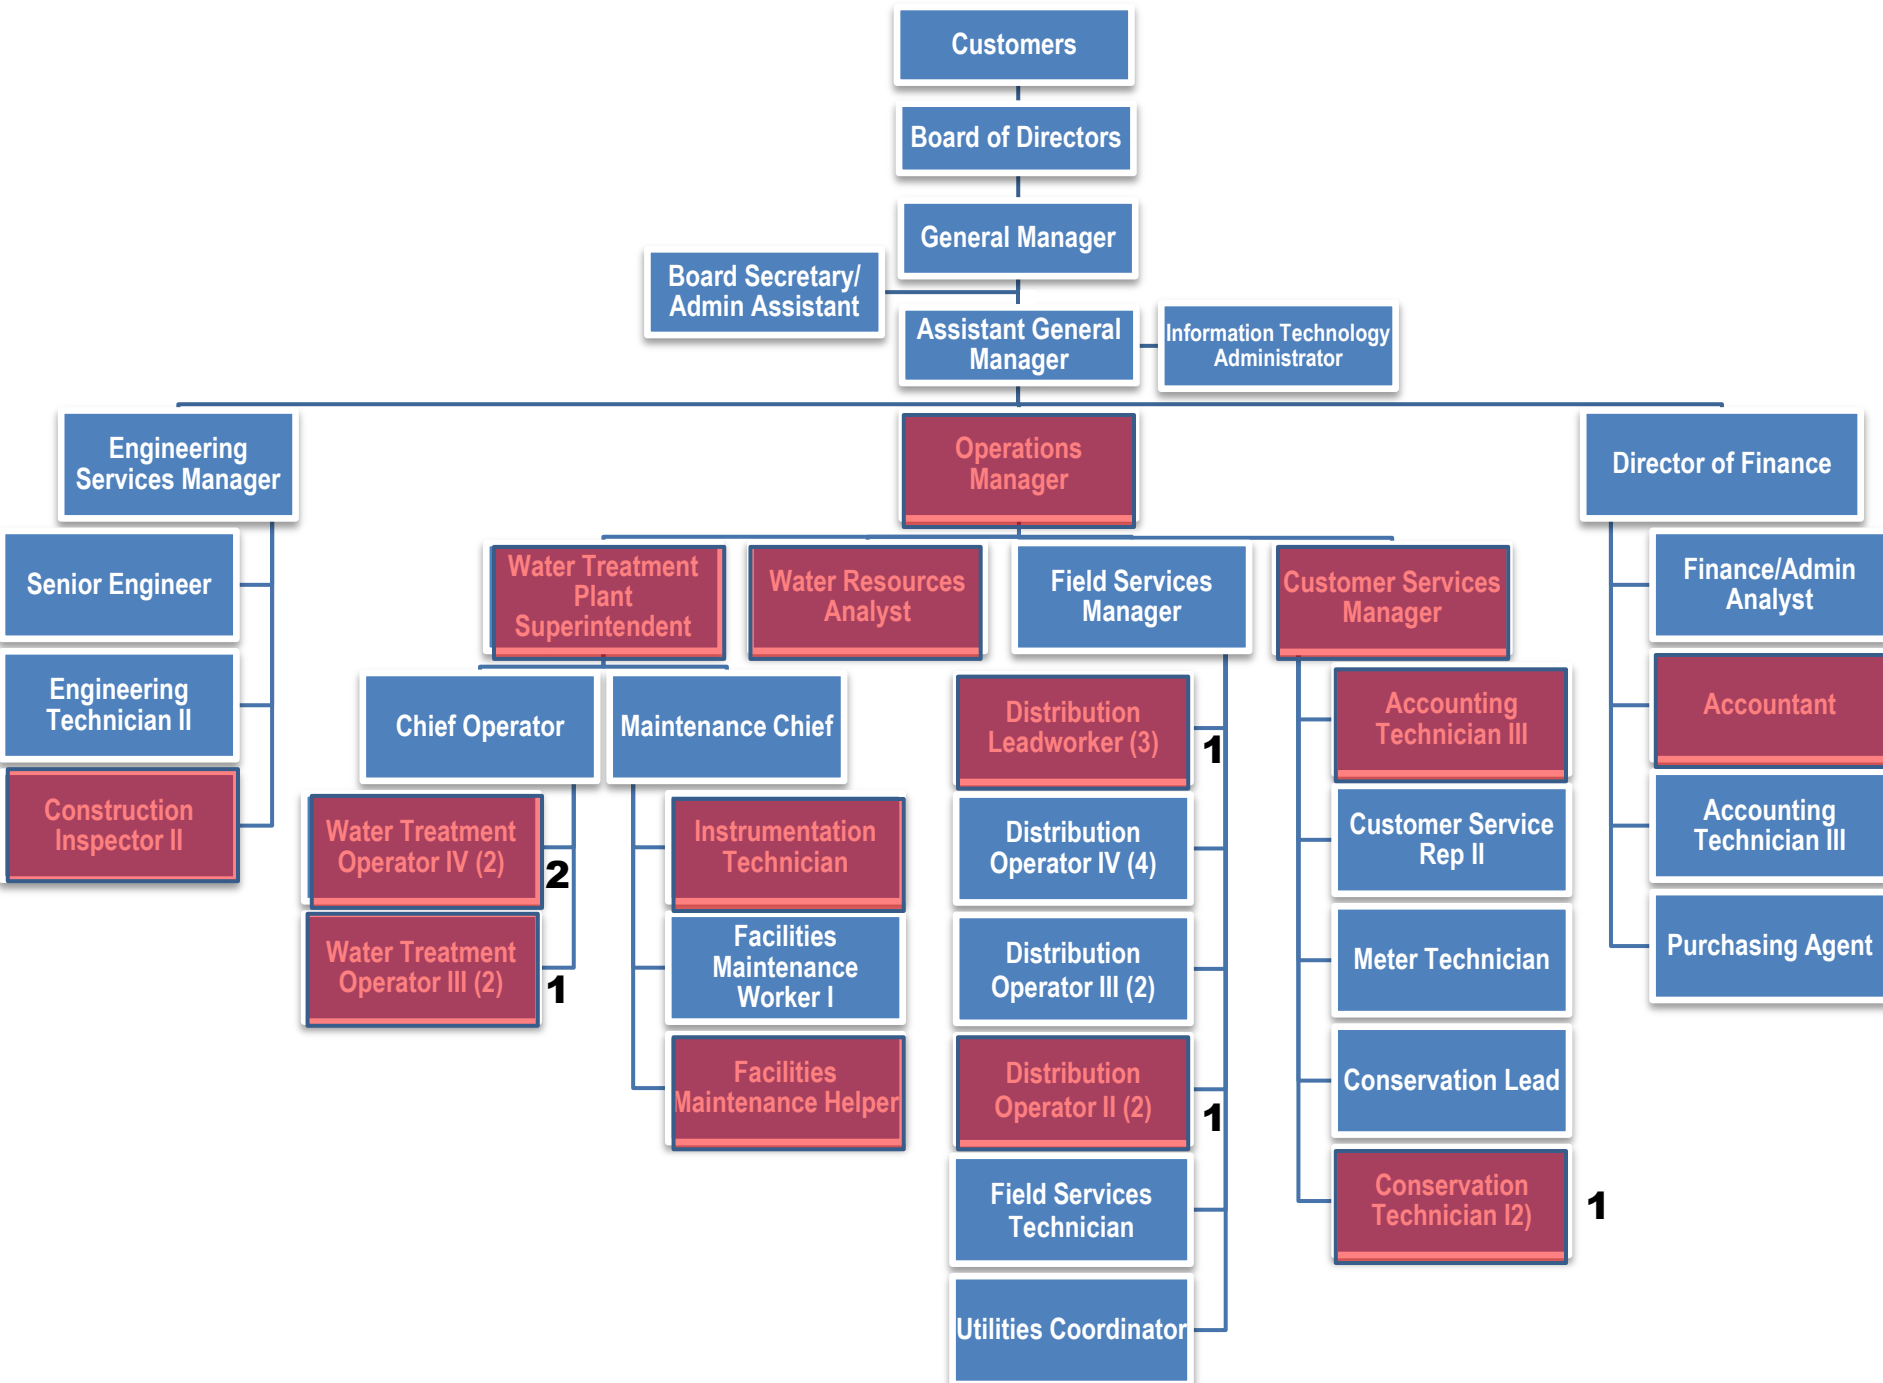 Customers
Board of Directors
General Manager
Board Secretary/
Admin Assistant
Assistant General
Manager
Information Technology
Administrator
Engineering
Services Manager
Operations
Manager
Director of Finance
Senior Engineer
Engineering
Technician II
Construction
Inspector II
Water Treatment
Plant
Superintendent
Water Resources
Analyst
Field Services
Manager
Customer Services
Manager
Chief Operator
Maintenance Chief
Water Treatment
Operator IV (2)
2
Water Treatment
Operator III (2)
1
Instrumentation
Technician
Facilities
Maintenance
Worker I
Facilities
Maintenance Helper
Distribution
Leadworker (3)
1
Distribution
Operator IV (4)
Distribution
Operator III (2)
Distribution
Operator II (2)
1
Field Services
Technician
Utilities Coordinator
Accounting
Technician III
Customer Service
Rep II
Meter Technician
Conservation Lead
Conservation
Technician I2)
1
Finance/Admin
Analyst
Accountant
Accounting
Technician III
Purchasing Agent